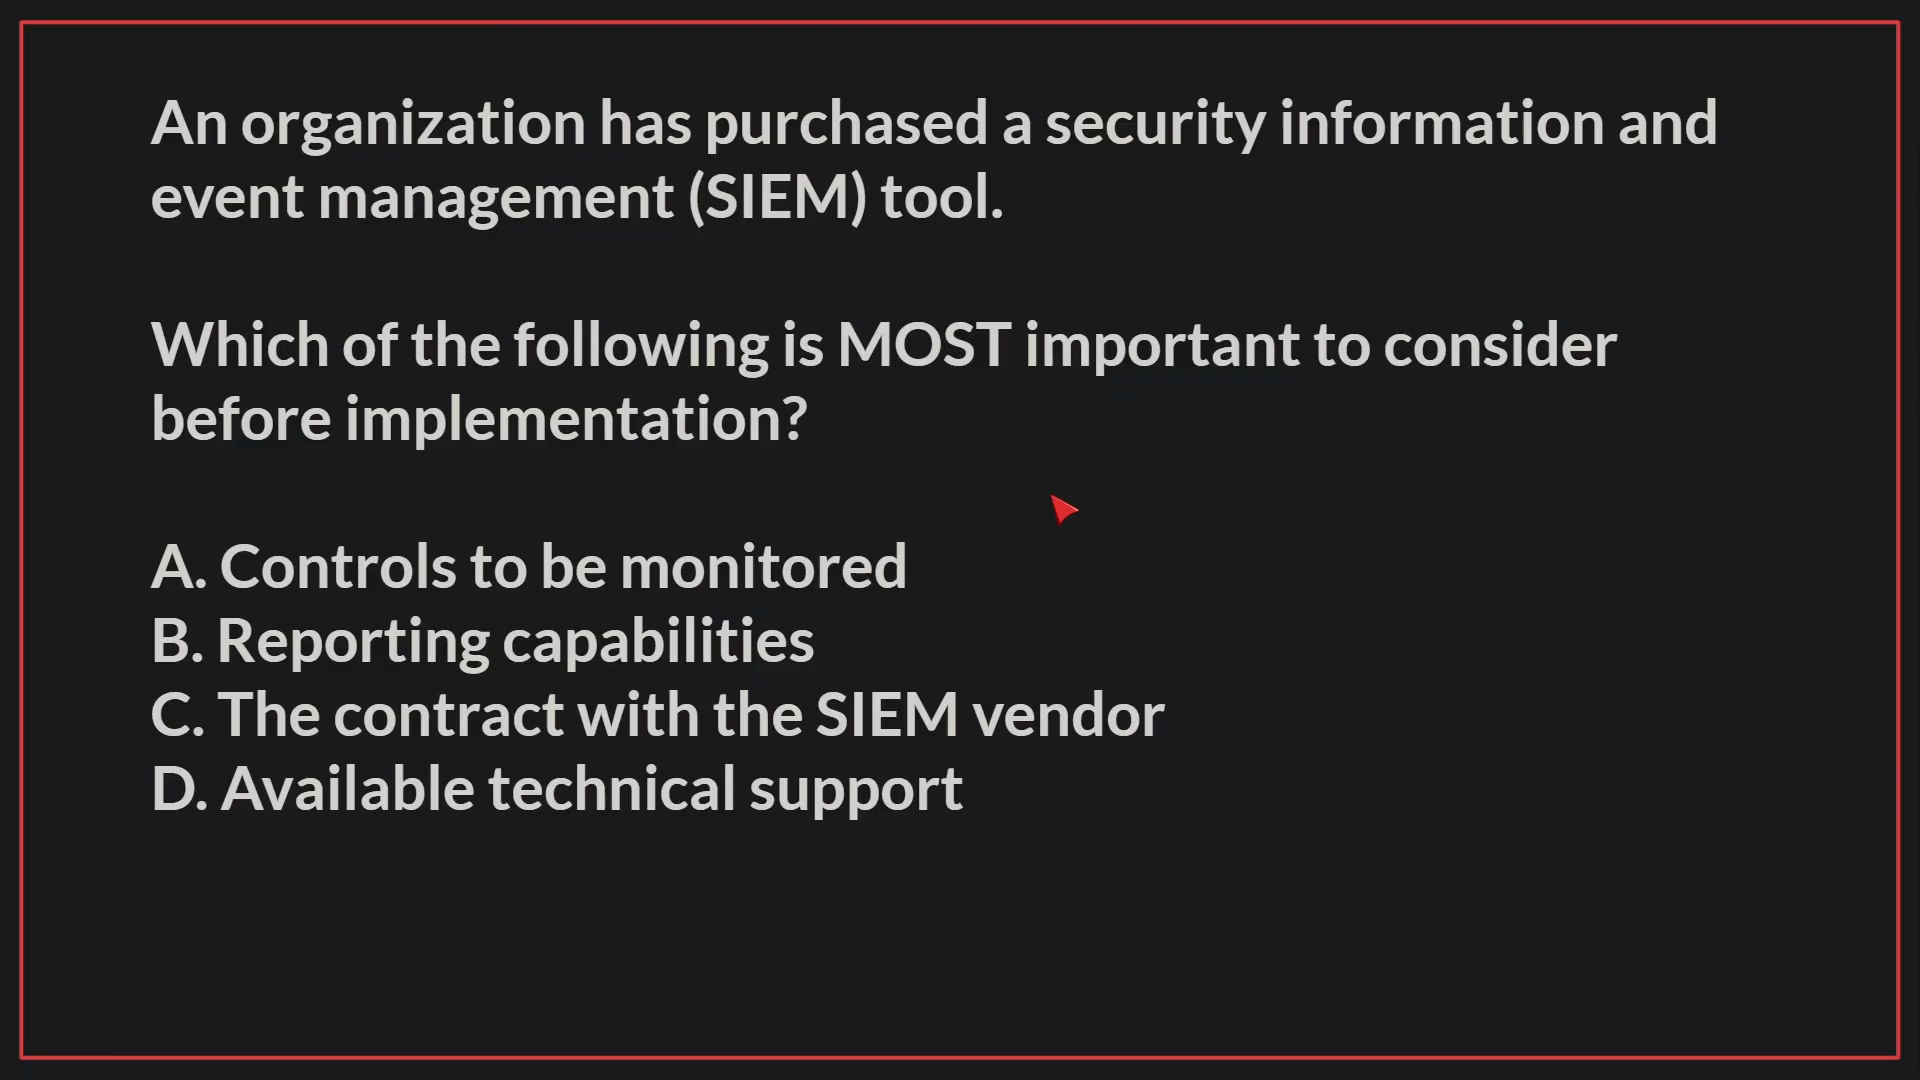 An organization has purchased a security information and
event management (SIEM) tool.
Which of the following is MOST important to consider
before implementation?
A. Controls to be monitored
B. Reporting capabilities
C. The contract with the SIEM vendor
D. Available technical support